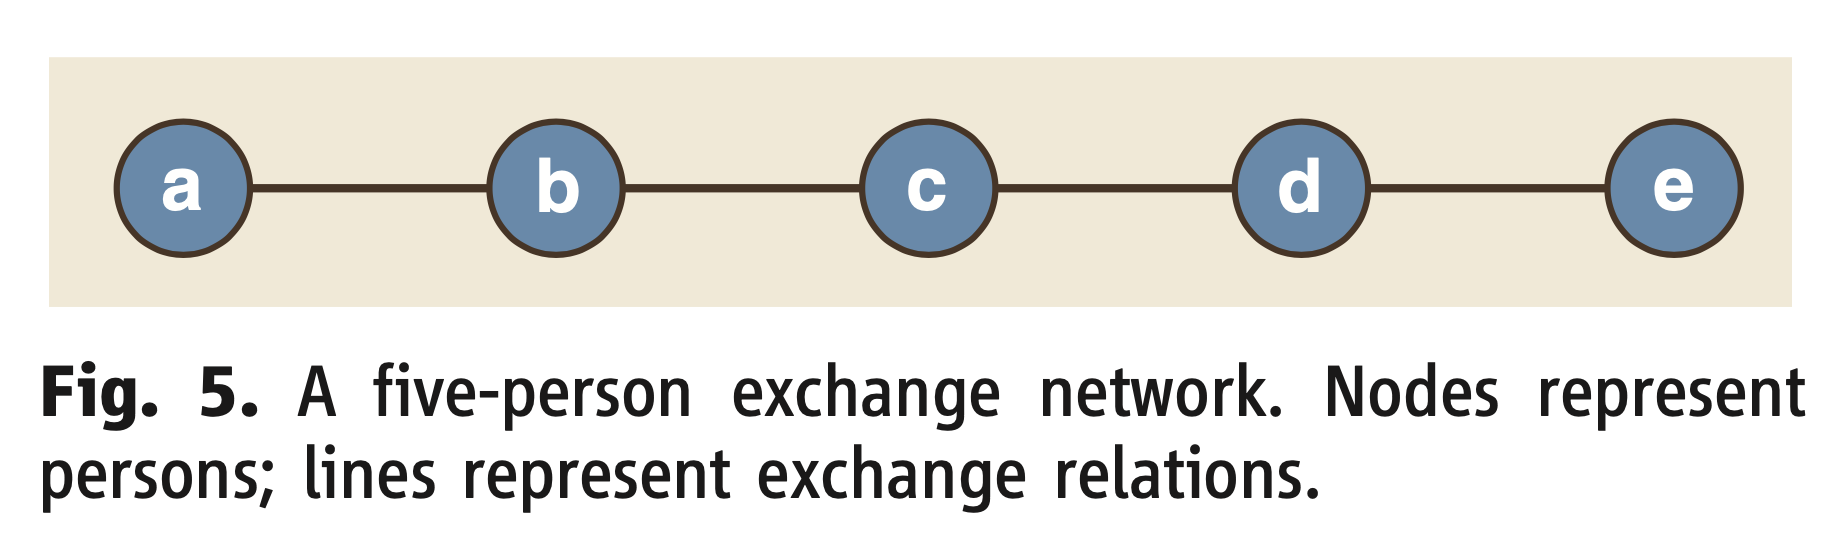 a b c d e
Fig. 5. A five-person exchange network. Nodes represent
persons; lines represent exchange relations.